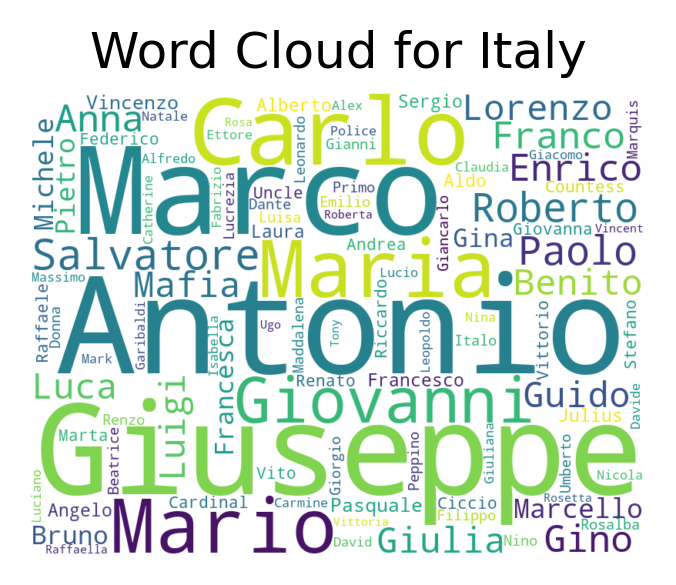 Word Cloud for Italy
Vincenzo
Natale
Anna
Federico
Alfredo
Michele
Pietro
Carlo
Alberto
Alex
Rosa
Ettore
Police
Gianni
Leonardo
Sergio
Lorenzo
Marquis
Franco
Giacomo
Claudia
Enrico
Marco
Catherine
Fabrizio
Lucrezia
Uncle
Dante
Luisa
Laura
Primo
Emilio
Roberta
Aldo
Countess
Roberto
Giovanna
Vincent
Salvatore
Mafia
Maria
Andrea
Giancarlo
Gina
Paolo
Benito
Massimo
Raffaele
Donna
Mark
Garibaldi
Antonio
Lucio
Ugo
Tony
Isabella
Maddalena
Riccardo
Leopoldo
Nina
Italo
Vittorio
Stefano
Luca
Luigi
Francesca
Renato
Francesco
Giovanni
Guido
Julius
Davide
Renzo
Marta
Giuseppe
Beatrice
Luciano
Vito
Giorgio
Peppino
Giuliana
Umberto
Nicola
Angelo
Cardinal
Carmine
Pasquale
Ciccio
Filippo
Rosetta
Marcello
Rosalba
Bruno
Raffaella
Mario
Vittoria
David
Giulia
Nino
Gino